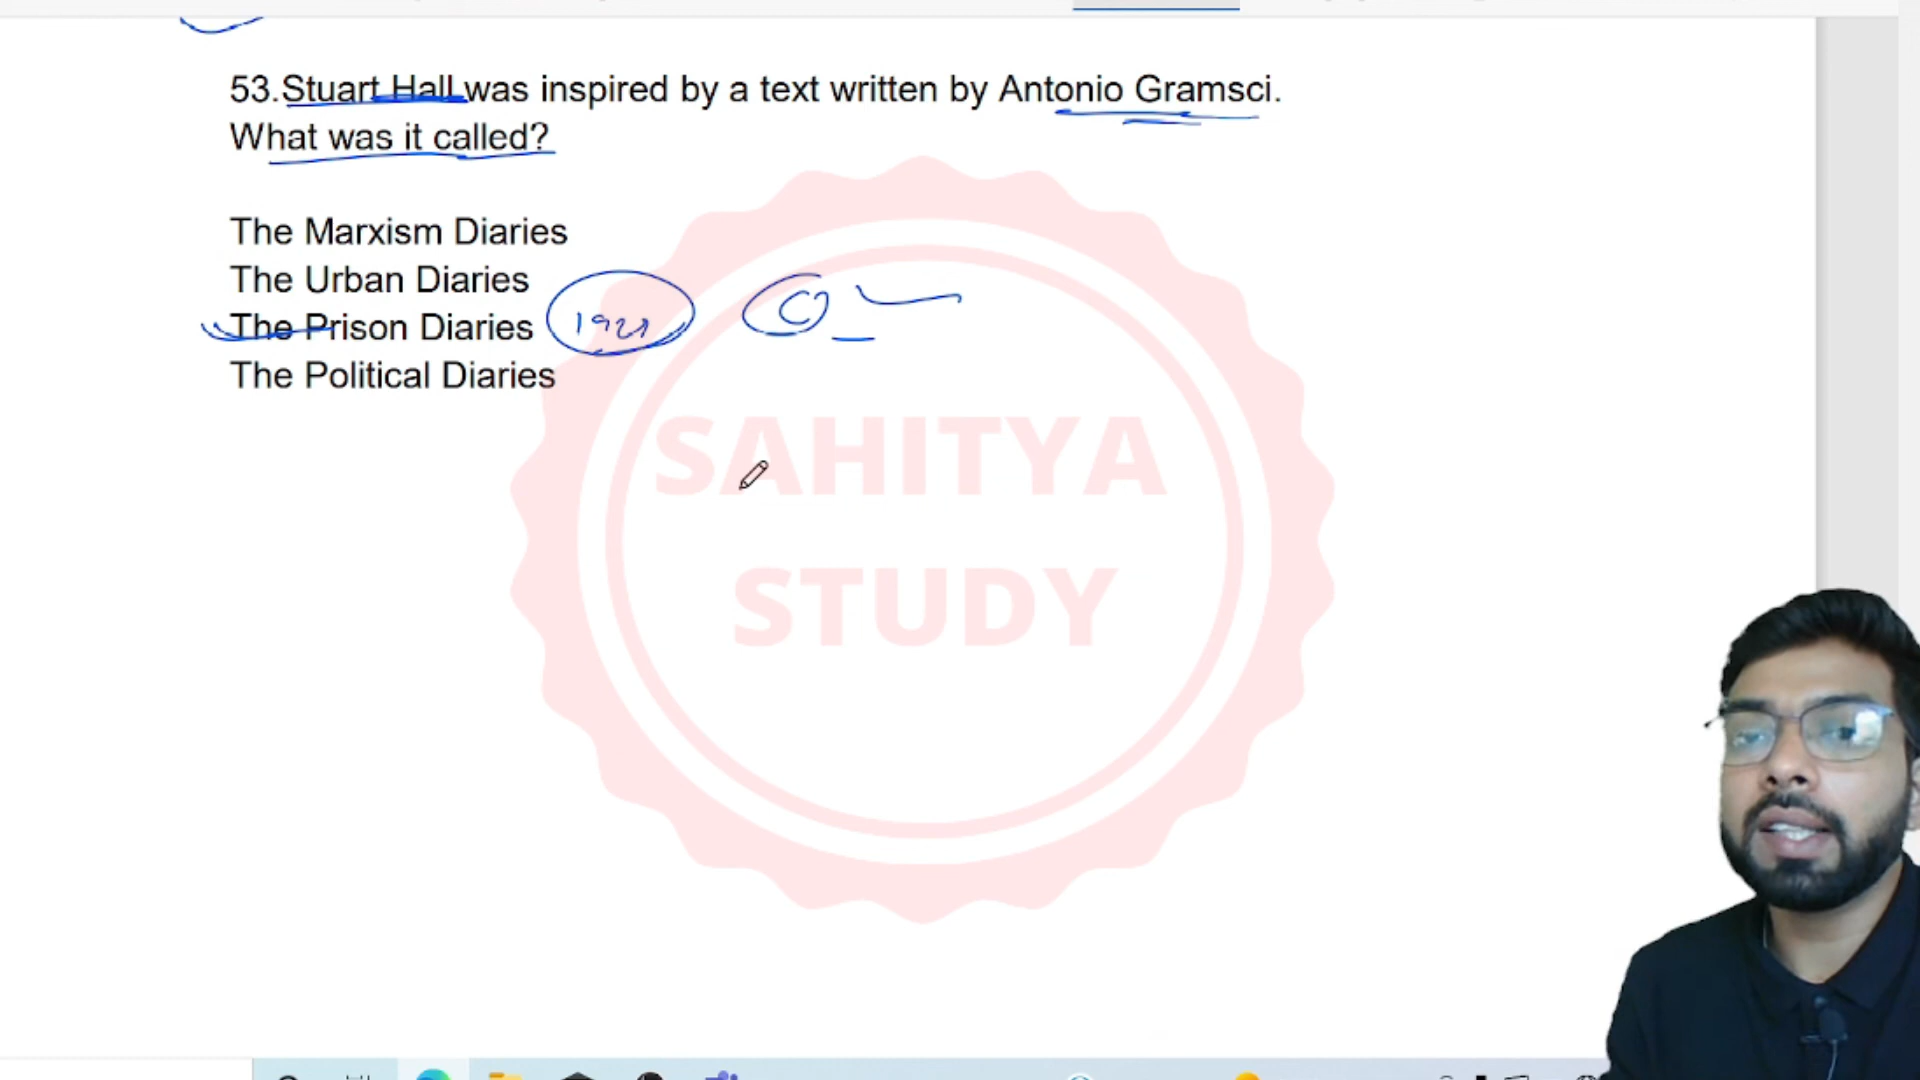 53.Stuart Hall was inspired by a text written by Antonio Gramsci.
What was it called?
The Marxism Diaries
The Urban Diaries
The Prison Diaries
The Political Diaries
SAHITYA
STUDY